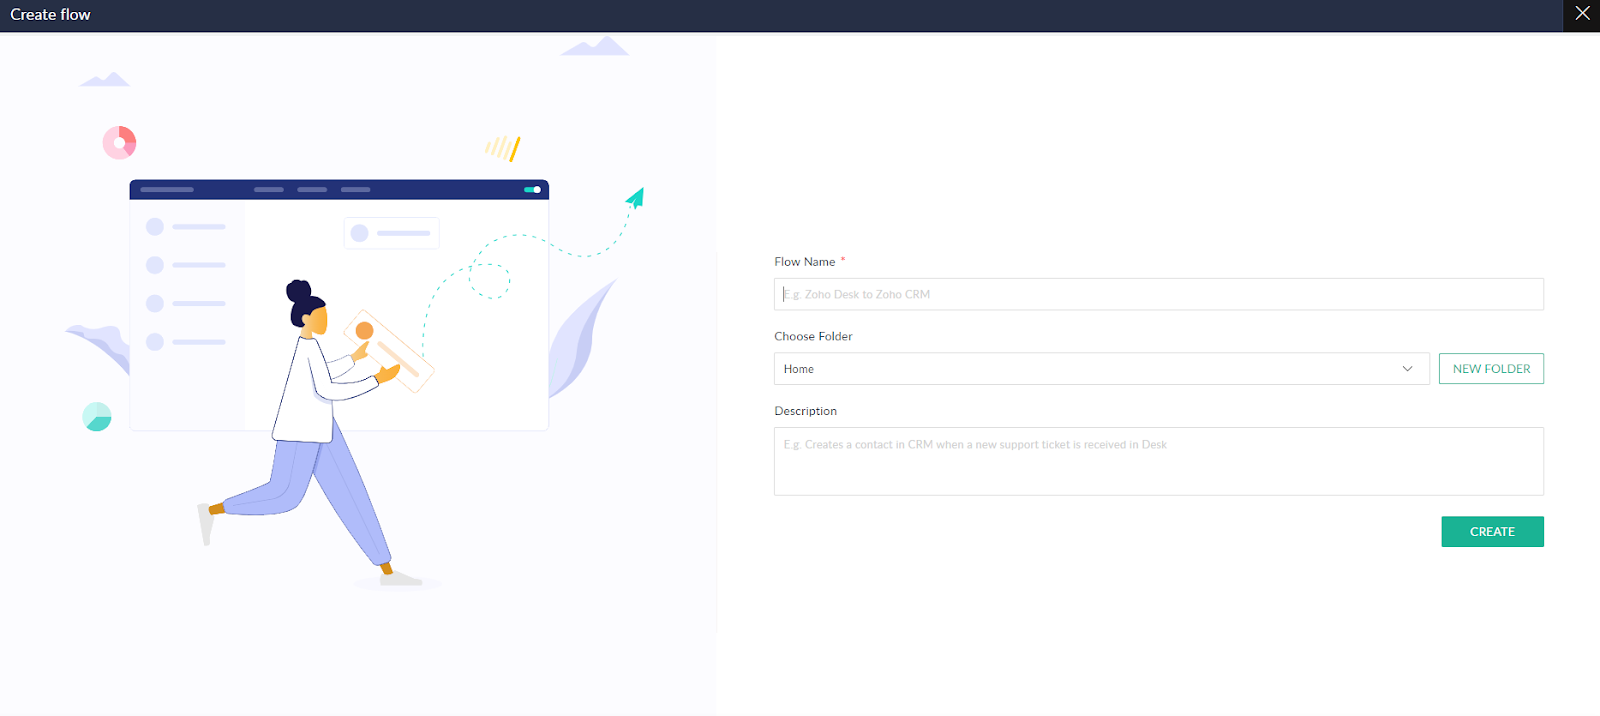 Create flow
Flow Name *
E.g. Zoho Desk to Zoho CRM
Choose Folder
Home
NEW FOLDER
Description
E.g. Creates a contact in CRM when a new support ticket is received in Desk
CREATE